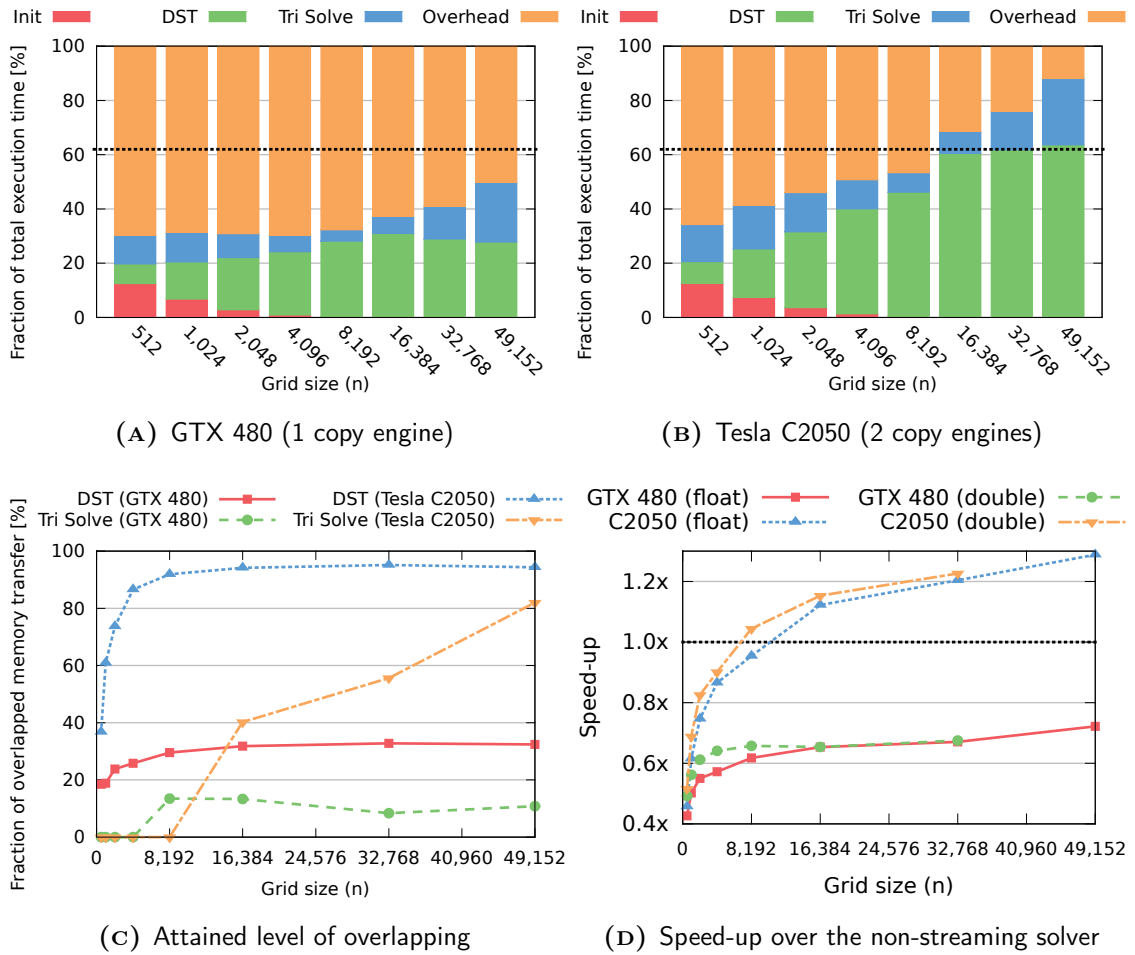 Init DST Tri Solve Overhead
Fraction of total execution time [%]
100
80
60
40
20
0
512 1,024 2,048 4,096 8,192 16,384 32,768 49,152
Grid size (n)
(A) GTX 480 (1 copy engine)
Init DST Tri Solve Overhead
Fraction of total execution time [%]
100
80
60
40
20
0
512 1,024 2,048 4,096 8,192 16,384 32,768 49,152
Grid size (n)
(B) Tesla C2050 (2 copy engines)
DST (GTX 480) DST (Tesla C2050)
Tri Solve (GTX 480) Tri Solve (Tesla C2050)
Fraction of overlapped memory transfer [%]
100
80
60
40
20
0
0 8,192 16,384 24,576 32,768 40,960 49,152
Grid size (n)
(C) Attained level of overlapping
GTX 480 (float) GTX 480 (double)
C2050 (float) C2050 (double)
Speed-up
1.2x
1.0x
0.8x
0.6x
0.4x
0 8,192 16,384 24,576 32,768 40,960 49,152
Grid size (n)
(D) Speed-up over the non-streaming solver